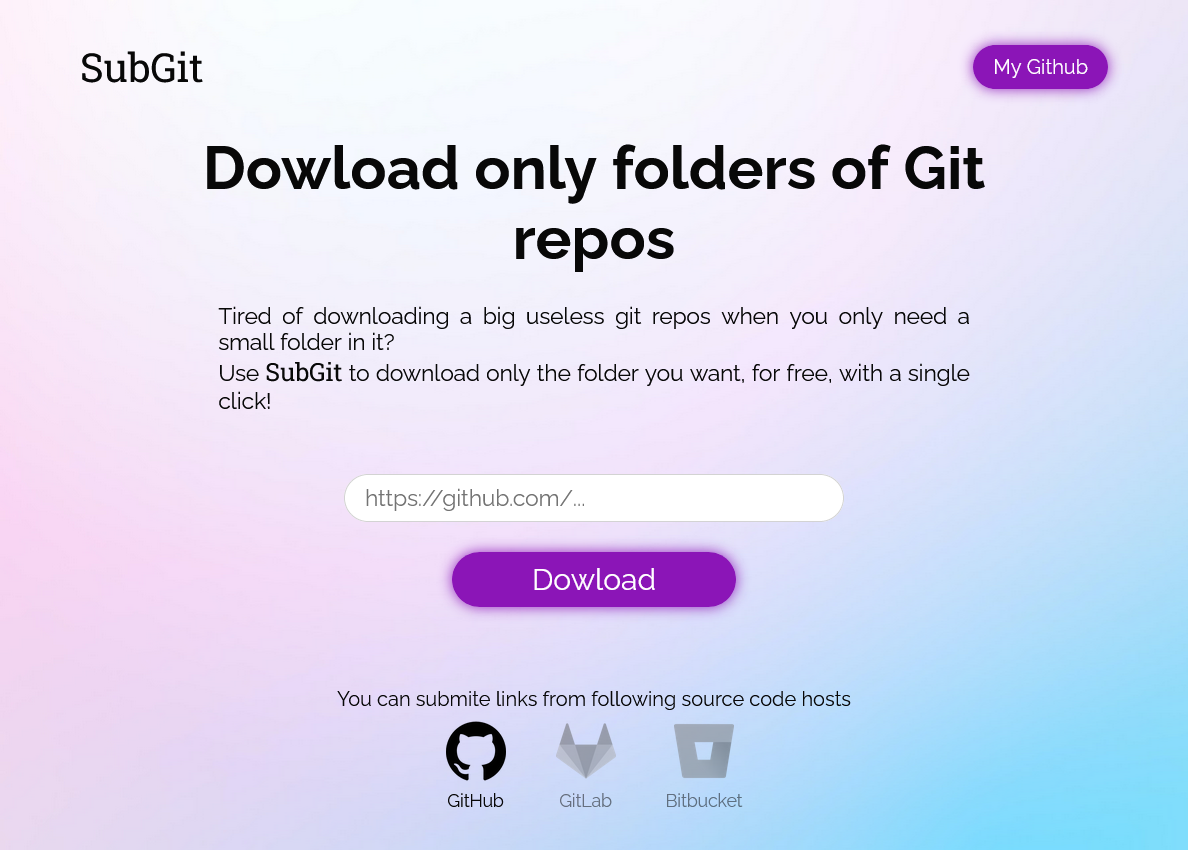 SubGit
My Github
Dowload only folders of Git
repos
Tired of downloading a big useless git repos when you only need a
small folder in it?
Use SubGit to download only the folder you want, for free, with a single
click!
https://github.com/...
Dowload
You can submite links from following source code hosts
GitHub
GitLab
Bitbucket